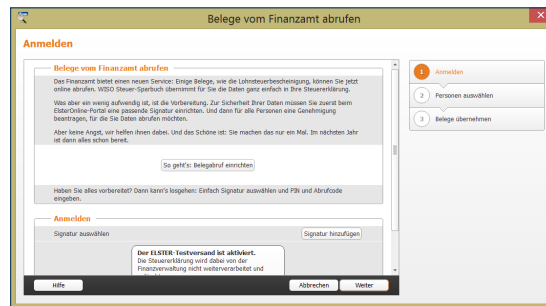 Belege vom Finanzamt abrufen
Anmelden
Belege vom Finanzamt abrufen
Das Finanzamt bietet einen neuen Service: Einige Belege, wie die Lohnsteuerbescheinigung, können Sie jetzt
online abrufen. WISO Steuer-Sparbuch übernimmt für Sie die Daten ganz einfach in Ihre Steuererklärung.
Was aber ein wenig aufwendig ist, ist die Vorbereitung. Zur Sicherheit Ihrer Daten müssen Sie zuerst beim
ElsterOnline-Portal eine passende Signatur einrichten. Und dann für alle Personen eine Genehmigung
beantragen, für die Sie Daten abrufen möchten.
Aber keine Angst, wir helfen ihnen dabei. Und das Schöne ist: Sie machen das nur ein Mal. Im nächsten Jahr
ist dann alles schon bereit.
So geht's: Belegabruf einrichten
Haben Sie alles vorbereitet? Dann kann's losgehen: Einfach Signatur auswählen und PIN und Abrufcode
eingeben.
Anmelden
Signatur auswählen
Signatur hinzufügen
Der ELSTER-Testversand ist aktiviert.
Die Steuererklärung wird dabei von der
Finanzverwaltung nicht weiterverarbeitet und
1 Anmelden
2 Personen auswählen
3 Belege übernehmen
Hilfe
Abbrechen
Weiter